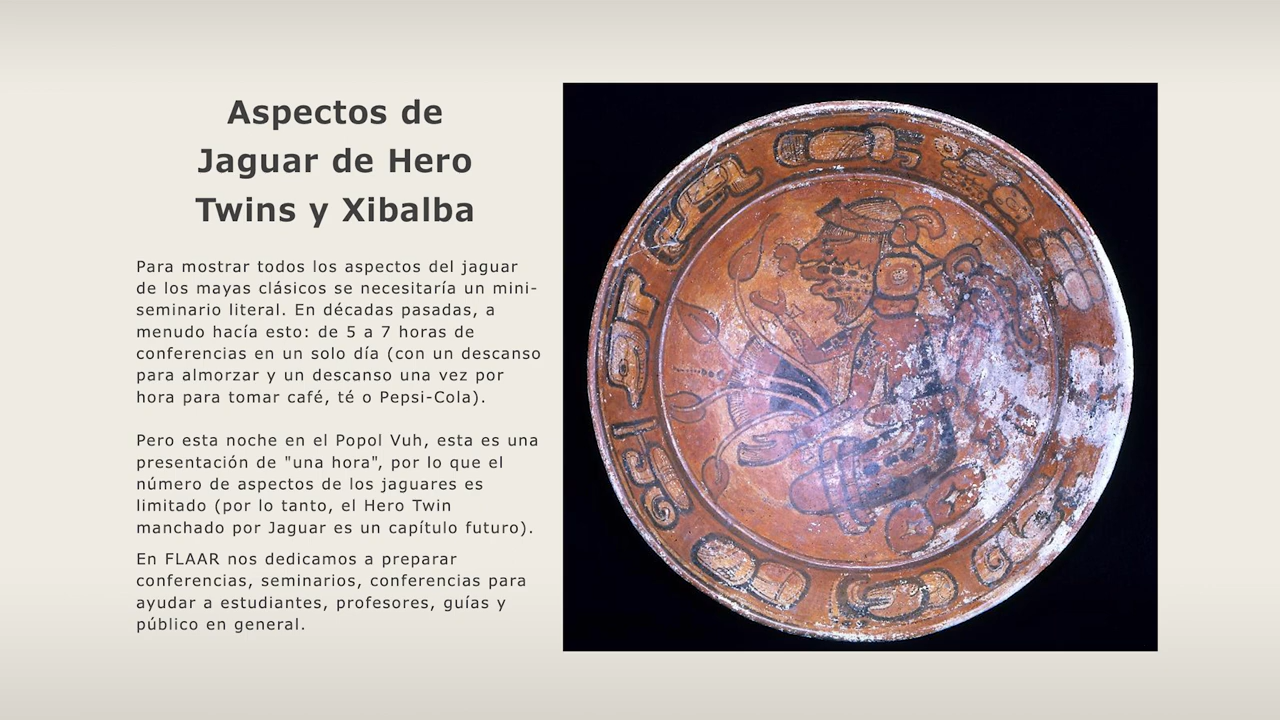 Aspectos de
Jaguar de Hero
Twins y Xibalba
Para mostrar todos los aspectos del jaguar
de los mayas clásicos se necesitaría un mini-
seminario literal. En décadas pasadas, a
menudo hacía esto: de 5 a 7 horas de
conferencias en un solo día (con un descanso
para almorzar y un descanso una vez por
hora para tomar café, té o Pepsi-Cola).
Pero esta noche en el Popol Vuh, esta es una
presentación de "una hora", por lo que el
número de aspectos de los jaguares es
limitado (por lo tanto, el Hero Twin
manchado por Jaguar es un capítulo futuro).
En FLAAR nos dedicamos a preparar
conferencias, seminarios, conferencias para
ayudar a estudiantes, profesores, guías y
público en general.